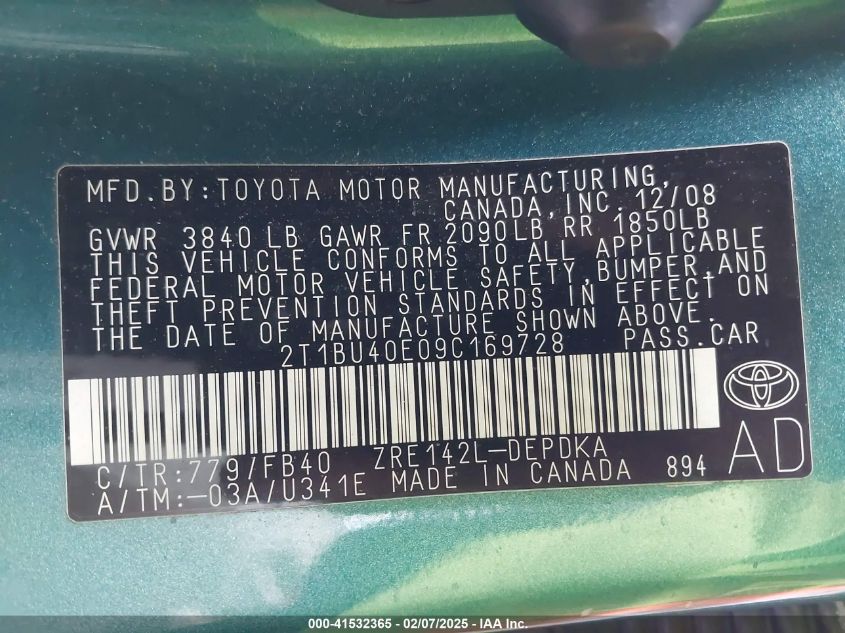 MFD.BY:TOYOTA MOTOR MANUFACTURING,
CANADA,INC. 12/08
GVWR 3840 LB GAWR FR 2090LB RR 1850LB
THIS VEHICLE CONFORMS TO ALL APPLICABLE
FEDERAL MOTOR VEHICLE SAFETY,BUMPER,AND
THEFT PREVENTION STANDARDS IN EFFECT ON
THE DATE OF MANUFACTURE SHOWN ABOVE.
2T1BU40E09C169728 PASS.CAR
C/TR:779/FB40 ZRE142L-DEPDKA
A/TM:-03A/U341E MADE IN CANADA 894
AD
000-41532365 - 02/07/2025 - IAA Inc.